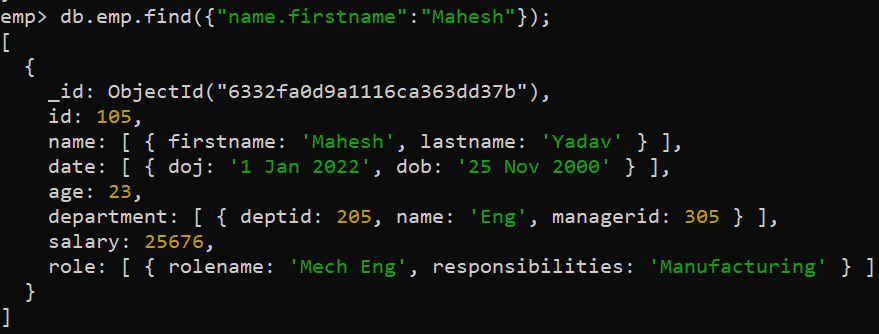 emp> db.emp.find({"name.firstname":"Mahesh"});
[
  {
    _id: ObjectId("6332fa0d9a1116ca363dd37b"),
    id: 105,
    name: [ { firstname: 'Mahesh', lastname: 'Yadav' } ],
    date: [ { doj: '1 Jan 2022', dob: '25 Nov 2000' } ],
    age: 23,
    department: [ { deptid: 205, name: 'Eng', managerid: 305 } ],
    salary: 25676,
    role: [ { rolename: 'Mech Eng', responsibilities: 'Manufacturing' } ]
  }
]